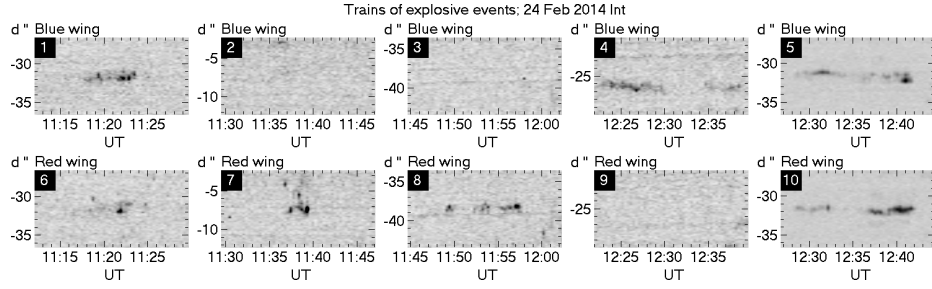 Trains of explosive events; 24 Feb 2014 Int
d " Blue wing Blue wing d " Blue wing d " Blue wing d " Blue wing
1 2 3 4 5
-30 -5 -35 -25 -30
-35 -10 -40 -35
11:15 11:20 11:25 11:30 11:35 11:40 11:45 11:45 11:50 11:55 12:00 12:25 12:30 12:35 12:30 12:35 12:40
UT UT UT UT UT
d " Red wing d " Red wing d " Red wing d " Red wing d " Red wing
6 7 8 9 10
-30 -5 -35 -25 -30
-35 -10 -40 -35
11:15 11:20 11:25 11:30 11:35 11:40 11:45 11:45 11:50 11:55 12:00 12:25 12:30 12:35 12:30 12:35 12:40
UT UT UT UT UT